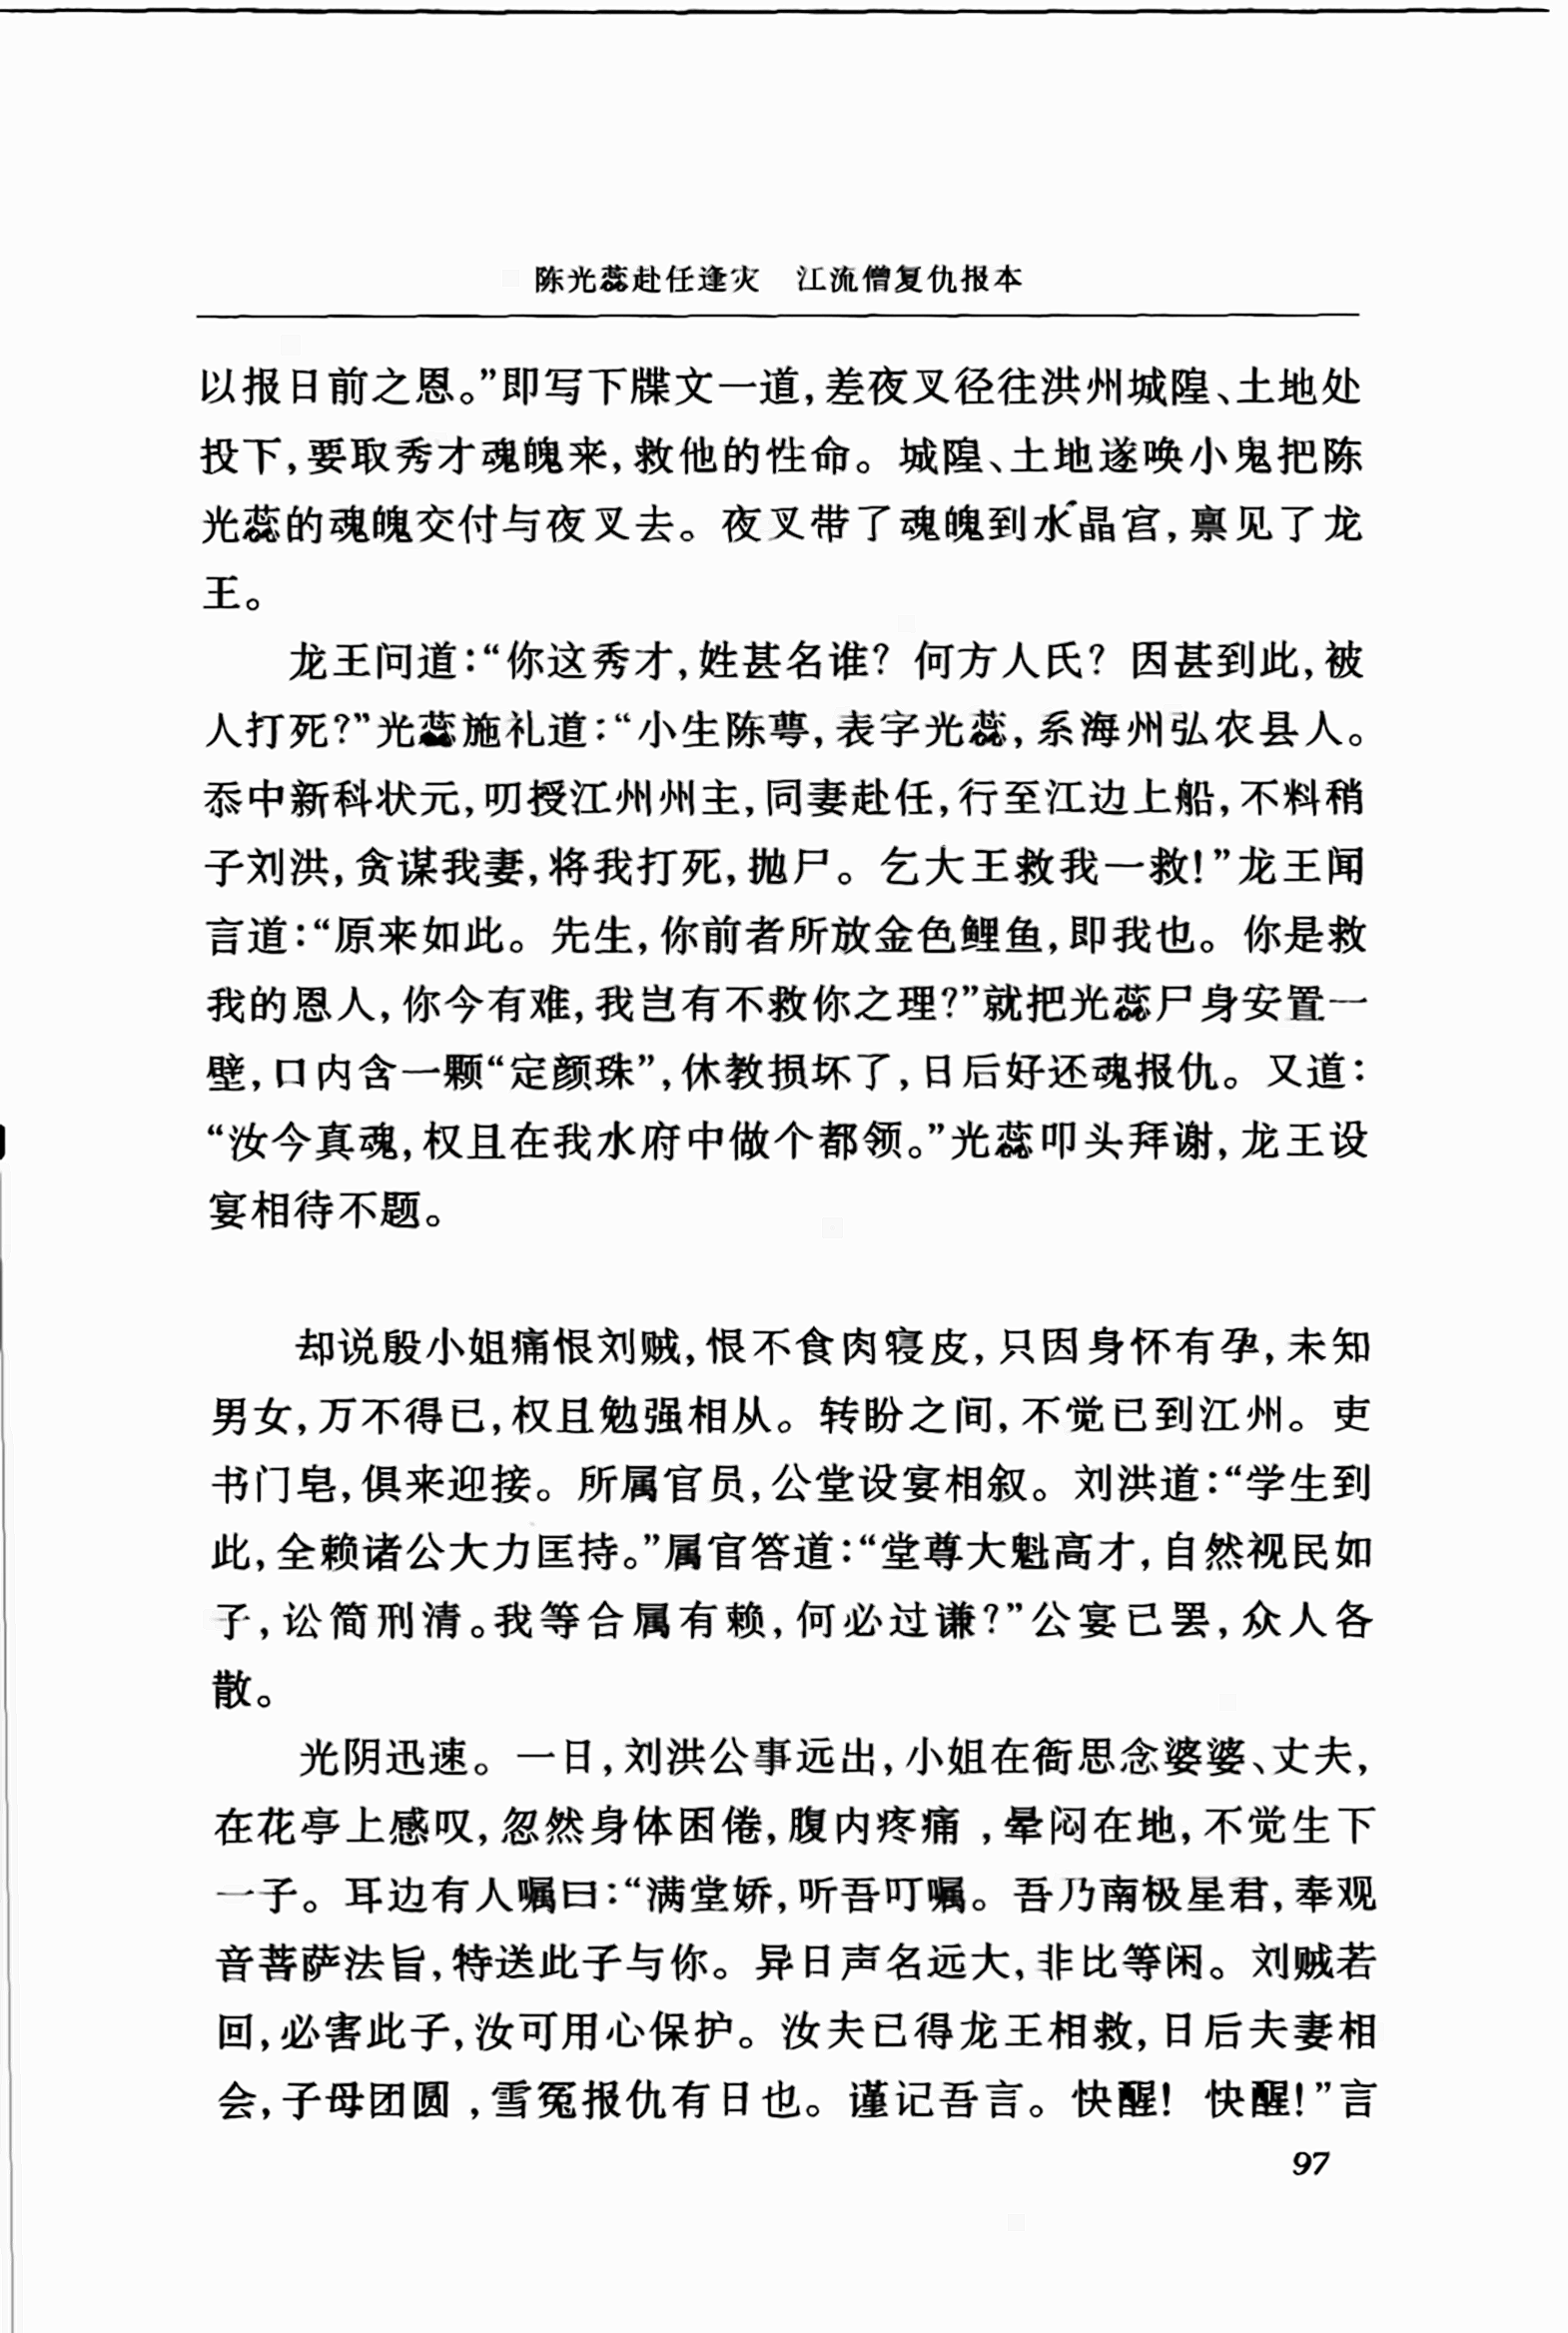 陈光蕊赴任逢灾　江流僧复仇报本
以报日前之恩。”即写下牒文一道,差夜叉径往洪州城隍、土地处
投下,要取秀才魂魄来,救他的性命。城隍、土地遂唤小鬼把陈
光蕊的魂魄交付与夜叉去。夜叉带了魂魄到水晶宫,禀见了龙
王。
龙王问道:“你这秀才,姓甚名谁?何方人氏?因甚到此,被
人打死?”光蕊施礼道:“小生陈萼,表字光蕊,系海州弘农县人。
忝中新科状元,叨授江州州主,同妻赴任,行至江边上船,不料稍
子刘洪,贪谋我妻,将我打死,抛尸。乞大王救我一救!”龙王闻
言道:“原来如此。先生,你前者所放金色鲤鱼,即我也。你是救
我的恩人,你今有难,我岂有不救你之理?”就把光蕊尸身安置一
壁,口内含一颗“定颜珠”,休教损坏了,日后好还魂报仇。又道:
“汝今真魂,权且在我水府中做个都领。”光蕊叩头拜谢,龙王设
宴相待不题。
却说殷小姐痛恨刘贼,恨不食肉寝皮,只因身怀有孕,未知
男女,万不得已,权且勉强相从。转盼之间,不觉已到江州。吏
书门皂,俱来迎接。所属官员,公堂设宴相叙。刘洪道:“学生到
此,全赖诸公大力匡持。”属官答道:“堂尊大魁高才,自然视民如
子,讼简刑清。我等合属有赖,何必过谦?”公宴已罢,众人各
散。
光阴迅速。一日,刘洪公事远出,小姐在衙思念婆婆、丈夫,
在花亭上感叹,忽然身体困倦,腹内疼痛,晕闷在地,不觉生下
一子。耳边有人嘱曰:“满堂娇,听吾叮嘱。吾乃南极星君,奉观
音菩萨法旨,特送此子与你。异日声名远大,非比等闲。刘贼若
回,必害此子,汝可用心保护。汝夫已得龙王相救,日后夫妻相
会,子母团圆,雪冤报仇有日也。谨记吾言。快醒!快醒!”言
97